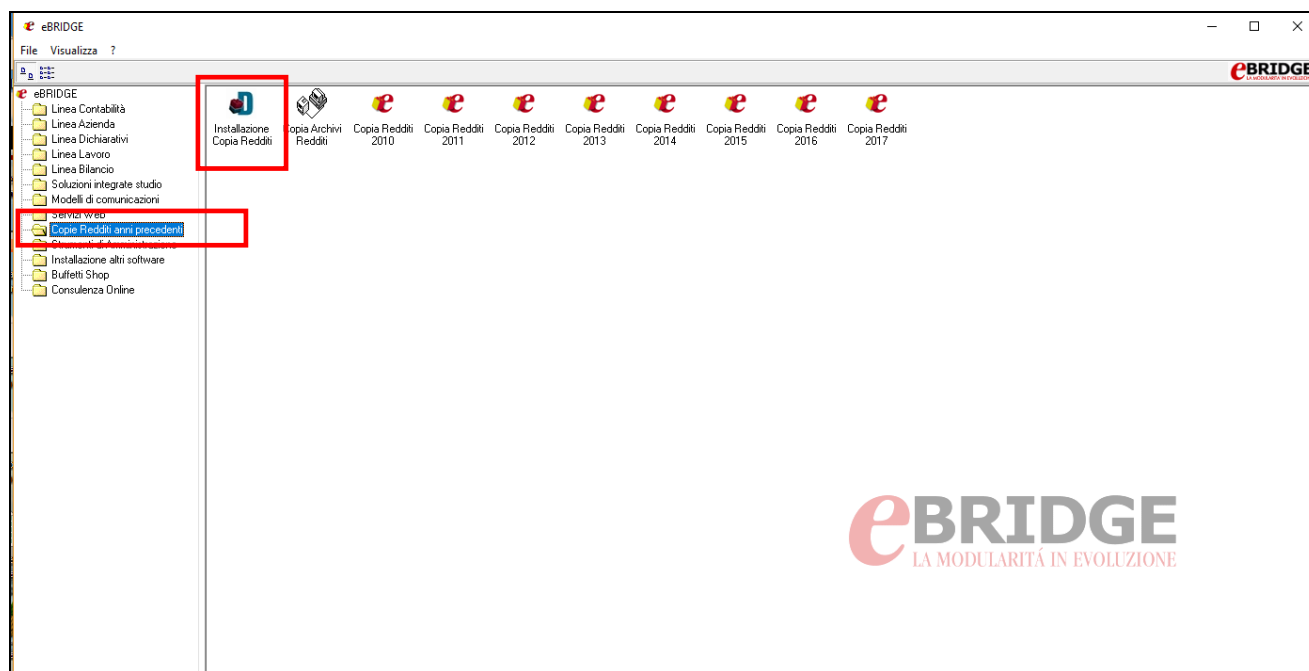 eBRIDGE
File Visualizza ?
eBRIDGE
eBRIDGE
Linea Contabilità
Linea Azienda
Linea Dichiarativi
Linea Lavoro
Linea Bilancio
Soluzioni integrate studio
Modelli di comunicazioni
Servizi Web
Copie Redditi anni precedenti
Strumenti di Amministrazione
Installazione altri software
Buffetti Shop
Consulenza Online
Installazione
Copia Redditi
Copia Archivi
Redditi
Copia Redditi
2010
Copia Redditi
2011
Copia Redditi
2012
Copia Redditi
2013
Copia Redditi
2014
Copia Redditi
2015
Copia Redditi
2016
Copia Redditi
2017
eBRIDGE
LA MODULARITÁ IN EVOLUZIONE